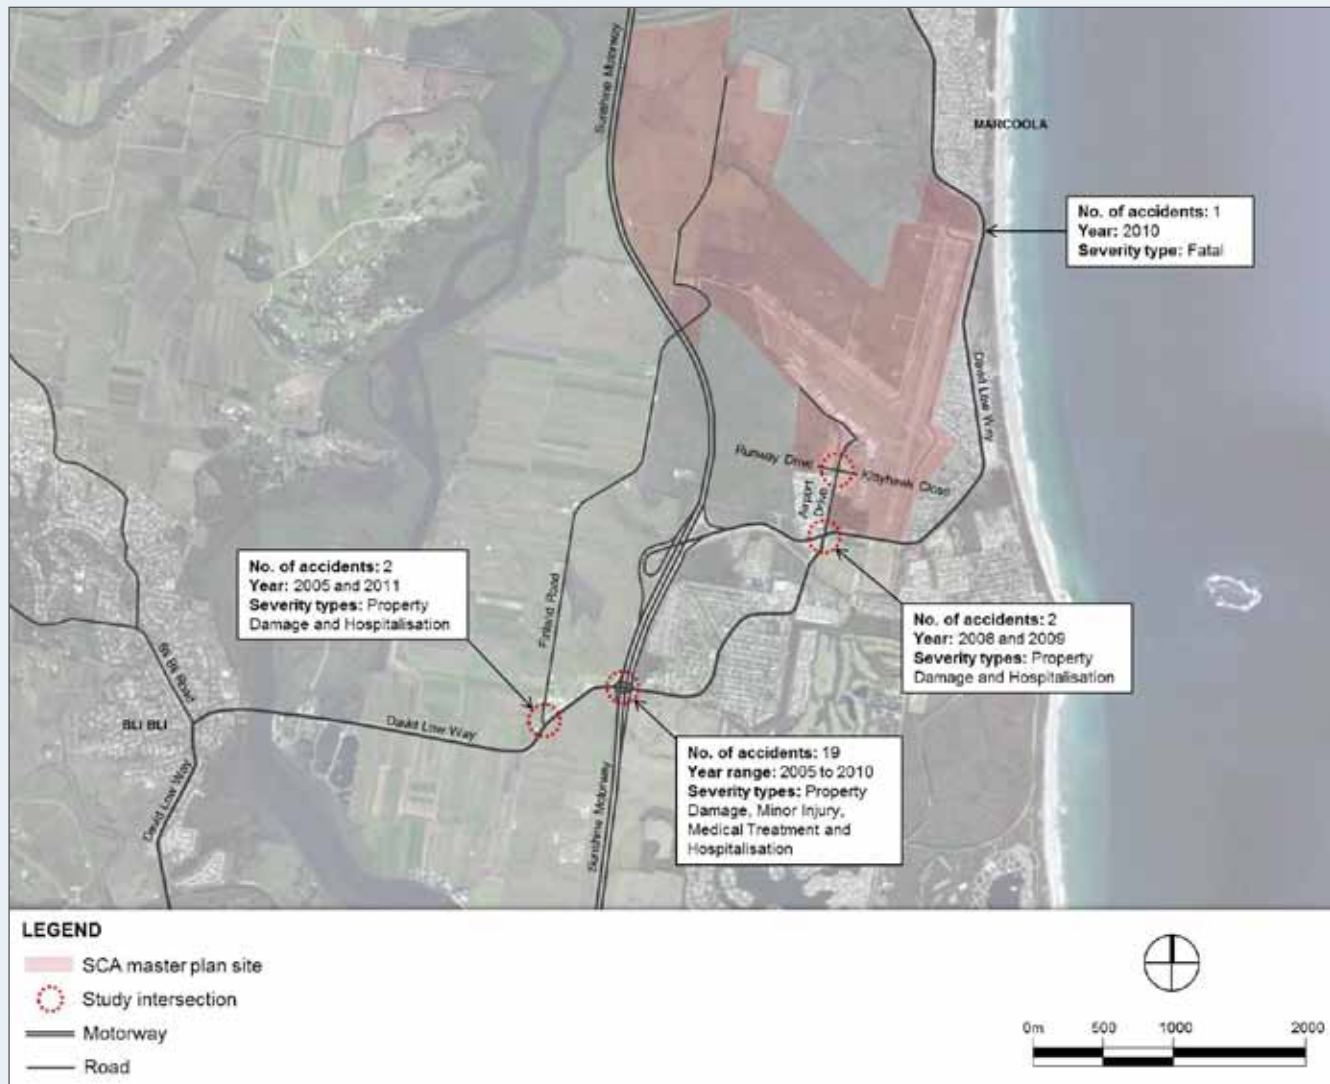 Sunshine Motorway
MARCOOLA
No. of accidents: 1
Year: 2010
Severity type: Fatal
David Low Way
Runway Drive
Kittyhawk Close
Airport
Drive
No. of accidents: 2
Year: 2005 and 2011
Severity types: Property
Damage and Hospitalisation
Finland Road
No. of accidents: 2
Year: 2008 and 2009
Severity types: Property
Damage and Hospitalisation
Bli Bli Road
BLI BLI
David Low Way
David Low Way
Sunshine Motorway
No. of accidents: 19
Year range: 2005 to 2010
Severity types: Property
Damage, Minor Injury,
Medical Treatment and
Hospitalisation
LEGEND
SCA master plan site
Study intersection
Motorway
Road
0m 500 1000 2000